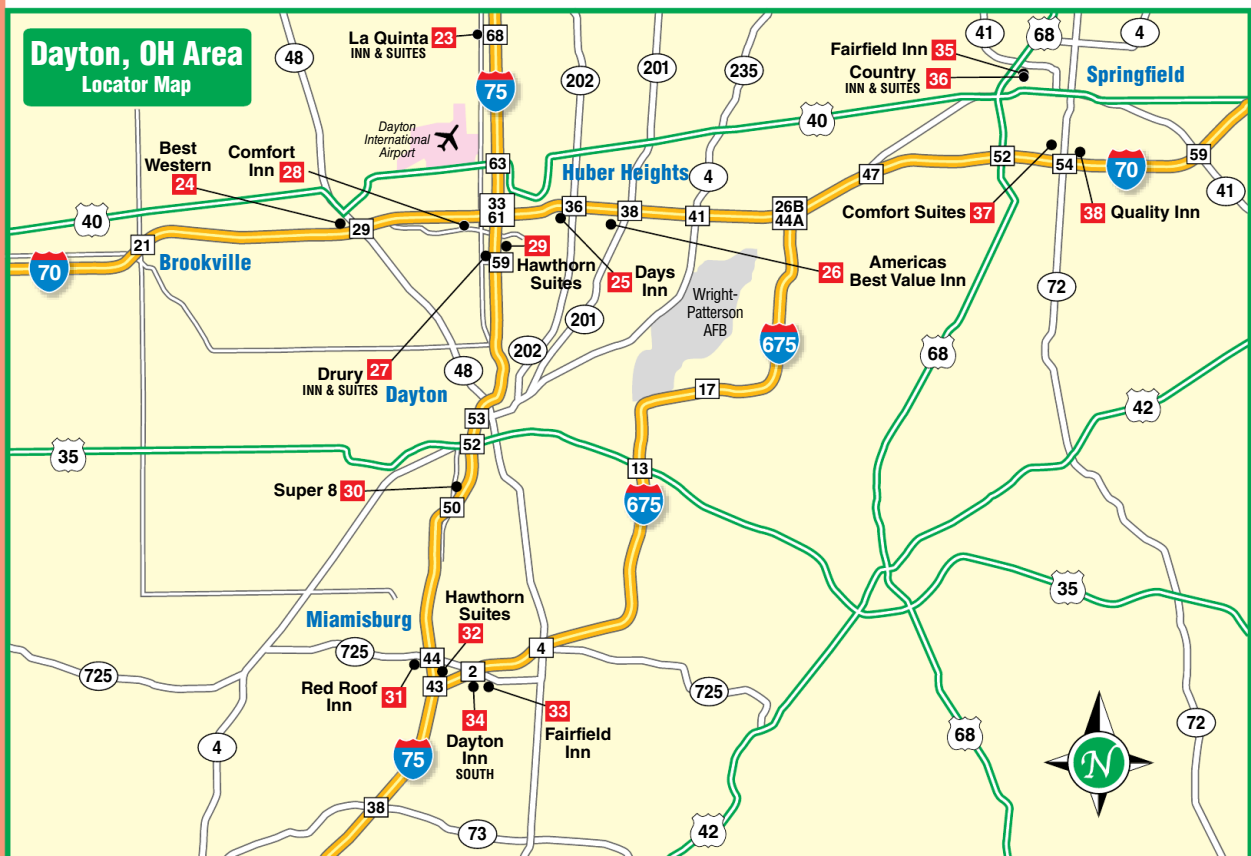 Dayton, OH Area
Locator Map
La Quinta 23
INN & SUITES
68
75
48
202
201
235
41
68
4
Fairfield Inn 35
Country 36
INN & SUITES
Springfield
Dayton
International
Airport
40
Best
Western
24
Comfort
Inn 28
63
Huber Heights
4
47
52
54
70
59
41
40
33
61
36
38
41
26B
44A
Comfort Suites 37
38 Quality Inn
21
29
70
Brookville
59
29
Hawthorn
Suites
25 Days
Inn
26
Americas
Best Value Inn
Wright-
Patterson
AFB
72
201
202
675
68
Drury 27
INN & SUITES
Dayton
48
17
42
53
52
35
13
Super 8 30
50
675
Hawthorn
Suites
32
Miamisburg
35
725
44
2
4
43
725
725
Red Roof
Inn
31
34
Dayton
Inn
SOUTH
33
Fairfield
Inn
4
75
68
72
N
38
73
42